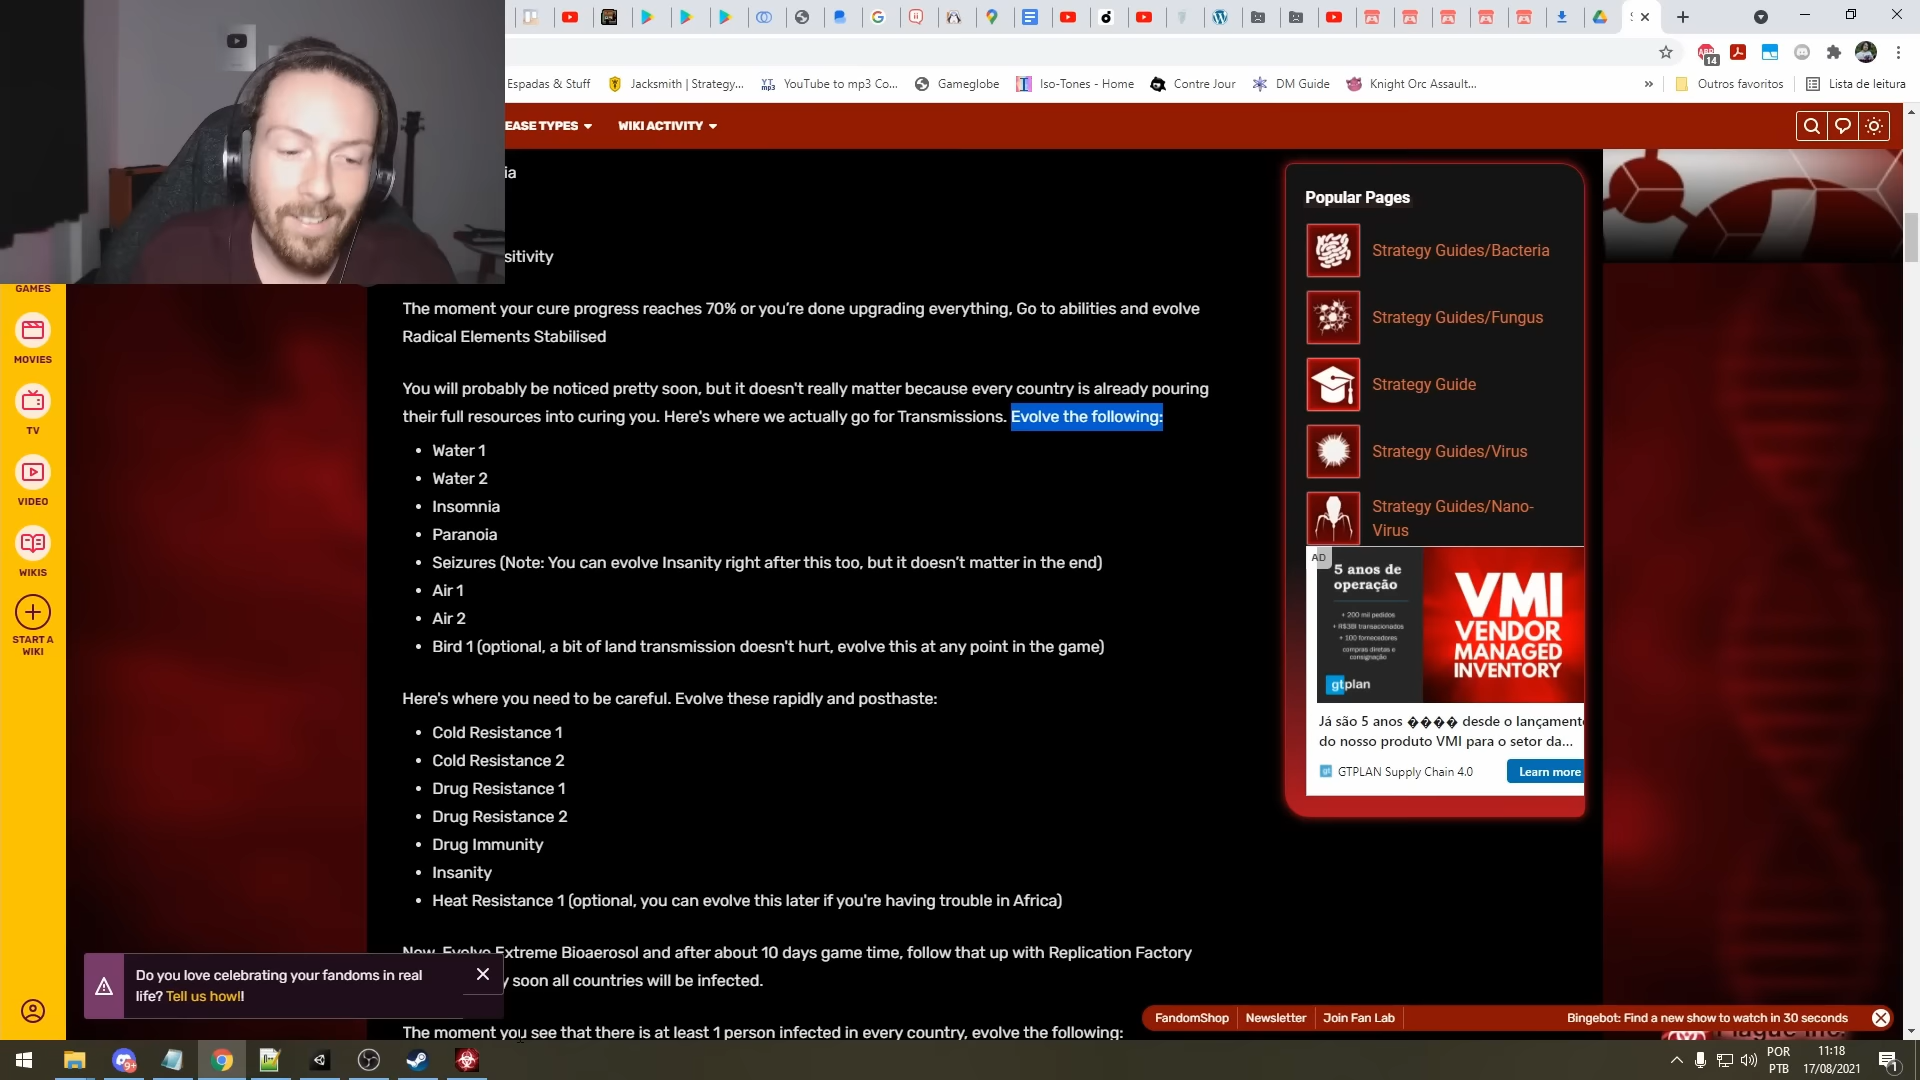 Espadas & Stuff
Jacksmith | Strategy...
YouTube to mp3 Co...
Gameglobe
Iso-Tones - Home
Contre Jour
DM Guide
Knight Orc Assault...
»
Outros favoritos
Lista de leitura
14
EASE TYPES
WIKI ACTIVITY
ia
sitivity
The moment your cure progress reaches 70% or you’re done upgrading everything, Go to abilities and evolve
Radical Elements Stabilised
You will probably be noticed pretty soon, but it doesn't really matter because every country is already pouring
their full resources into curing you. Here's where we actually go for Transmissions. Evolve the following:
• Water 1
• Water 2
• Insomnia
• Paranoia
• Seizures (Note: You can evolve Insanity right after this too, but it doesn’t matter in the end)
• Air 1
• Air 2
• Bird 1 (optional, a bit of land transmission doesn't hurt, evolve this at any point in the game)
Here's where you need to be careful. Evolve these rapidly and posthaste:
• Cold Resistance 1
• Cold Resistance 2
• Drug Resistance 1
• Drug Resistance 2
• Drug Immunity
• Insanity
• Heat Resistance 1 (optional, you can evolve this later if you're having trouble in Africa)
Now, Evolve Extreme Bioaerosol and after about 10 days game time, follow that up with Replication Factory
y soon all countries will be infected.
The moment you see that there is at least 1 person infected in every country, evolve the following:
GAMES
MOVIES
TV
VIDEO
WIKIS
START A
WIKI
Popular Pages
Strategy Guides/Bacteria
Strategy Guides/Fungus
Strategy Guide
Strategy Guides/Virus
Strategy Guides/Nano-
Virus
AD
5 anos de
operação
+ 200 mil pedidos
+ R$3BI transacionados
+ 100 fornecedores
compras diretas e
consignação
gtplan
VMI
VENDOR
MANAGED
INVENTORY
Já são 5 anos ���� desde o lançamento
do nosso produto VMI para o setor da...
GTPLAN Supply Chain 4.0
Learn more
Do you love celebrating your fandoms in real
life? Tell us how!!
FandomShop
Newsletter
Join Fan Lab
Bingebot: Find a new show to watch in 30 seconds
POR
PTB
11:18
17/08/2021
1